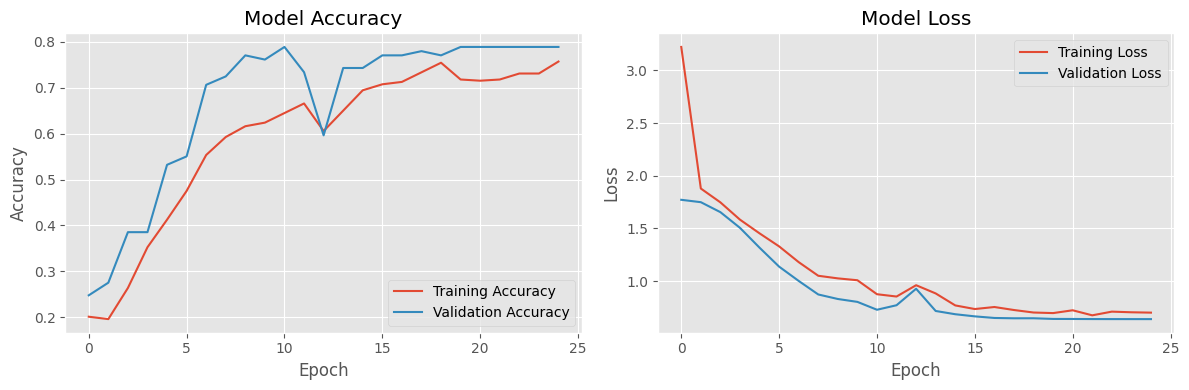 Model Accuracy
Accuracy
0.8
0.7
0.6
0.5
0.4
0.3
0.2
0 5 10 15 20 25
Epoch
Training Accuracy
Validation Accuracy
Model Loss
Loss
3.0
2.5
2.0
1.5
1.0
0 5 10 15 20 25
Epoch
Training Loss
Validation Loss